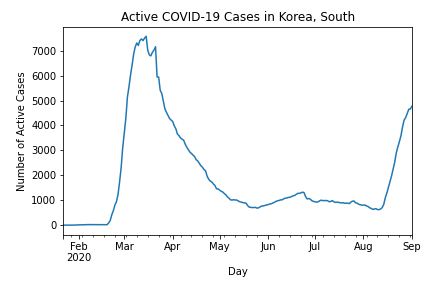 Active COVID-19 Cases in Korea, South
Number of Active Cases
7000
6000
5000
4000
3000
2000
1000
0
Feb Mar Apr May Jun Jul Aug Sep
2020
Day